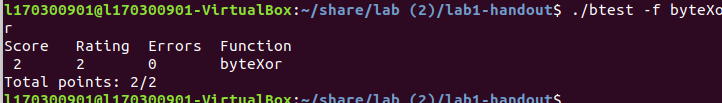 l170300901@l170300901-VirtualBox:~/share/lab (2)/lab1-handout$ ./btest -f byteXo
r
Score Rating Errors Function
2 2 0 byteXor
Total points: 2/2
l170300901@l170300901-VirtualBox:~/share/lab (2)/lab1-handout$